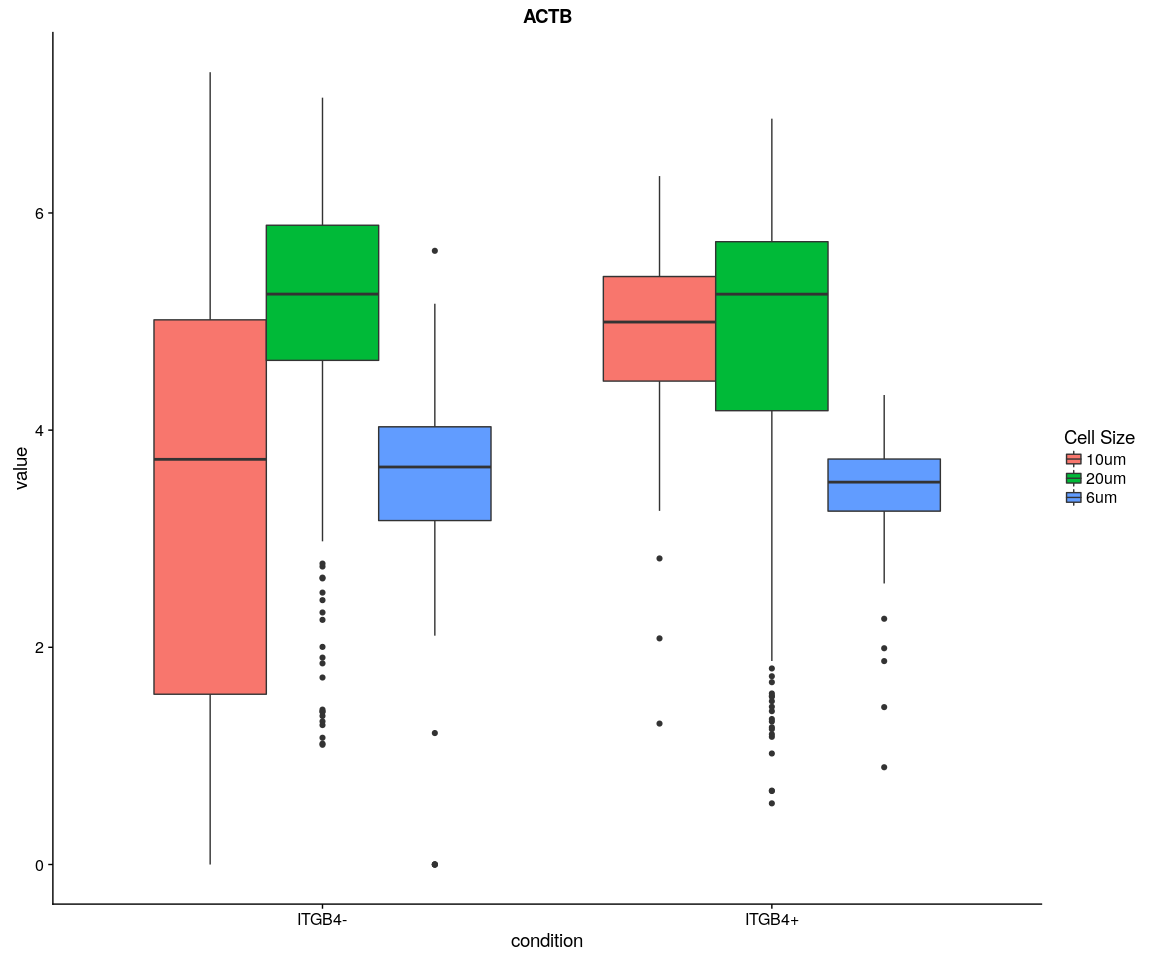 ACTB
6
4
2
0
value
ITGB4-
ITGB4+
condition
Cell Size
10um
20um
6um